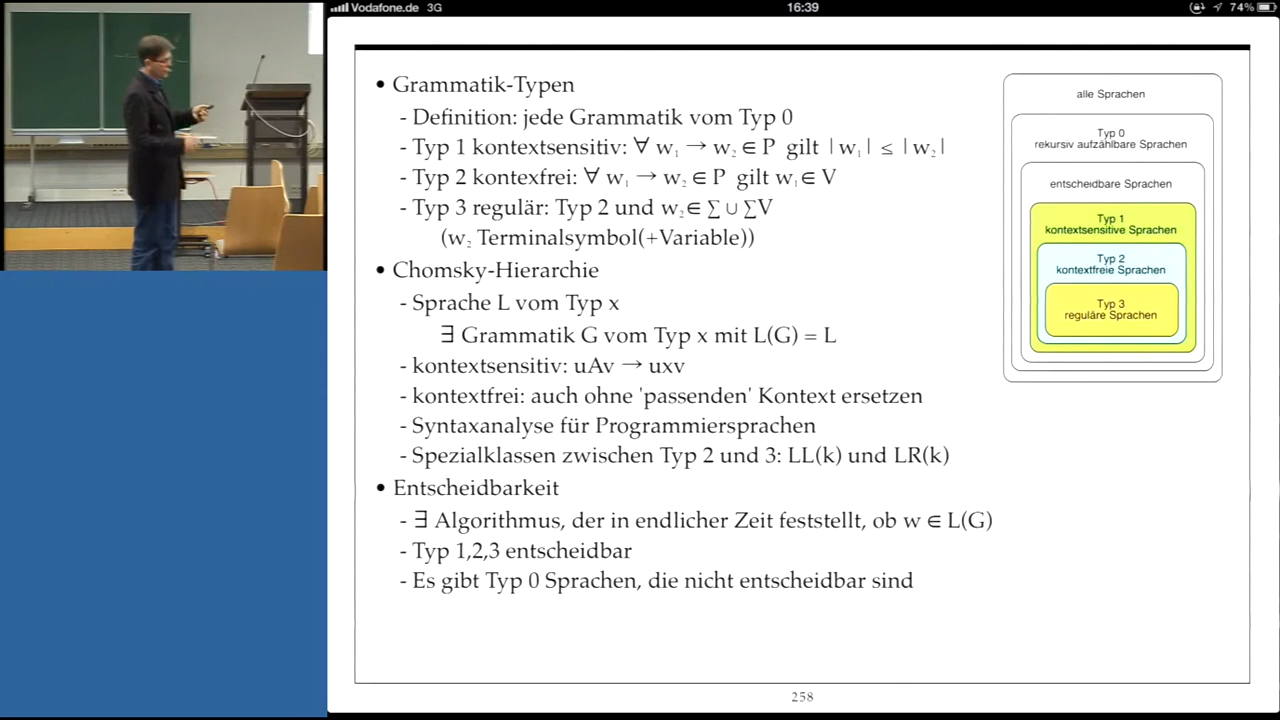 Vodafone.de 3G 16:39 74%
• Grammatik-Typen
- Definition: jede Grammatik vom Typ 0
- Typ 1 kontextsensitiv: ∀ w₁ → w₂ ∈ P gilt |w₁| ≤ |w₂|
- Typ 2 kontexfrei: ∀ w₁ → w₂ ∈ P gilt w₁ ∈ V
- Typ 3 regulär: Typ 2 und w₂ ∈ ∑ ∪ ∑V
(w₂ Terminalsymbol(+Variable))
• Chomsky-Hierarchie
- Sprache L vom Typ x
∃ Grammatik G vom Typ x mit L(G) = L
- kontextsensitiv: uAv → uxv
- kontextfrei: auch ohne 'passenden' Kontext ersetzen
- Syntaxanalyse für Programmiersprachen
- Spezialklassen zwischen Typ 2 und 3: LL(k) und LR(k)
• Entscheidbarkeit
- ∃ Algorithmus, der in endlicher Zeit feststellt, ob w ∈ L(G)
- Typ 1,2,3 entscheidbar
- Es gibt Typ 0 Sprachen, die nicht entscheidbar sind
alle Sprachen
Typ 0
rekursiv aufzählbare Sprachen
entscheidbare Sprachen
Typ 1
kontextsensitive Sprachen
Typ 2
kontextfreie Sprachen
Typ 3
reguläre Sprachen
258